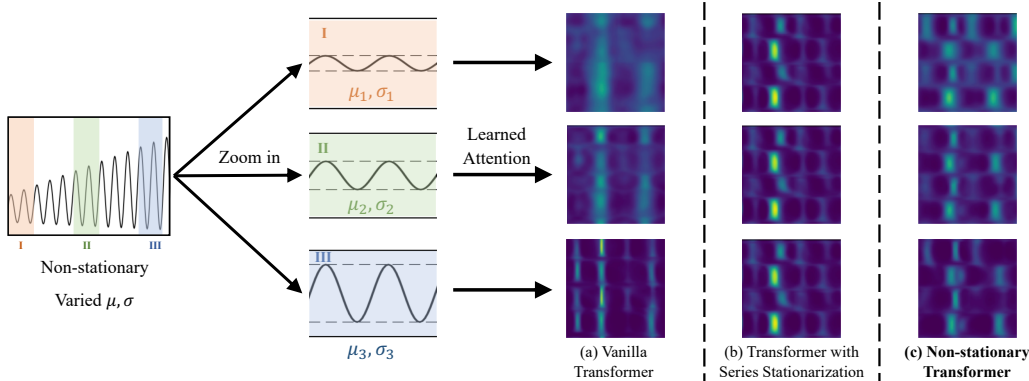 I
μ₁, σ₁
II
μ₂, σ₂
III
μ₃, σ₃
Zoom in
Learned
Attention
I II III
Non-stationary
Varied μ, σ
(a) Vanilla
Transformer
(b) Transformer with
Series Stationarization
(c) Non-stationary
Transformer